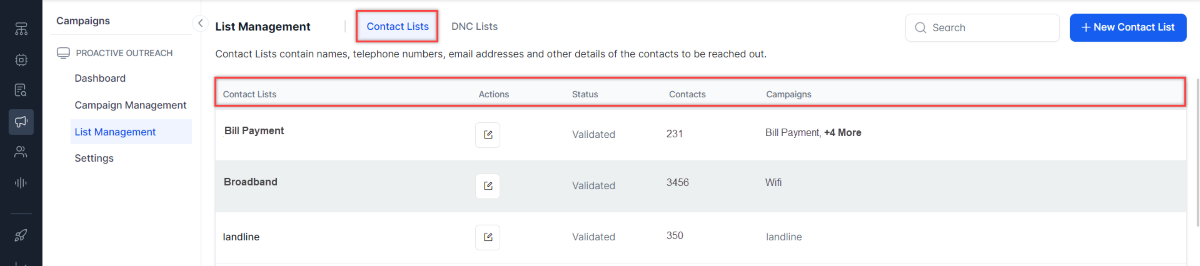 Campaigns
PROACTIVE OUTREACH
Dashboard
Campaign Management
List Management
Settings
List Management | Contact Lists DNC Lists Search + New Contact List
Contact Lists contain names, telephone numbers, email addresses and other details of the contacts to be reached out.
Contact Lists Actions Status Contacts Campaigns
Bill Payment Validated 231 Bill Payment, +4 More
Broadband Validated 3456 Wifi
landline Validated 350 landline